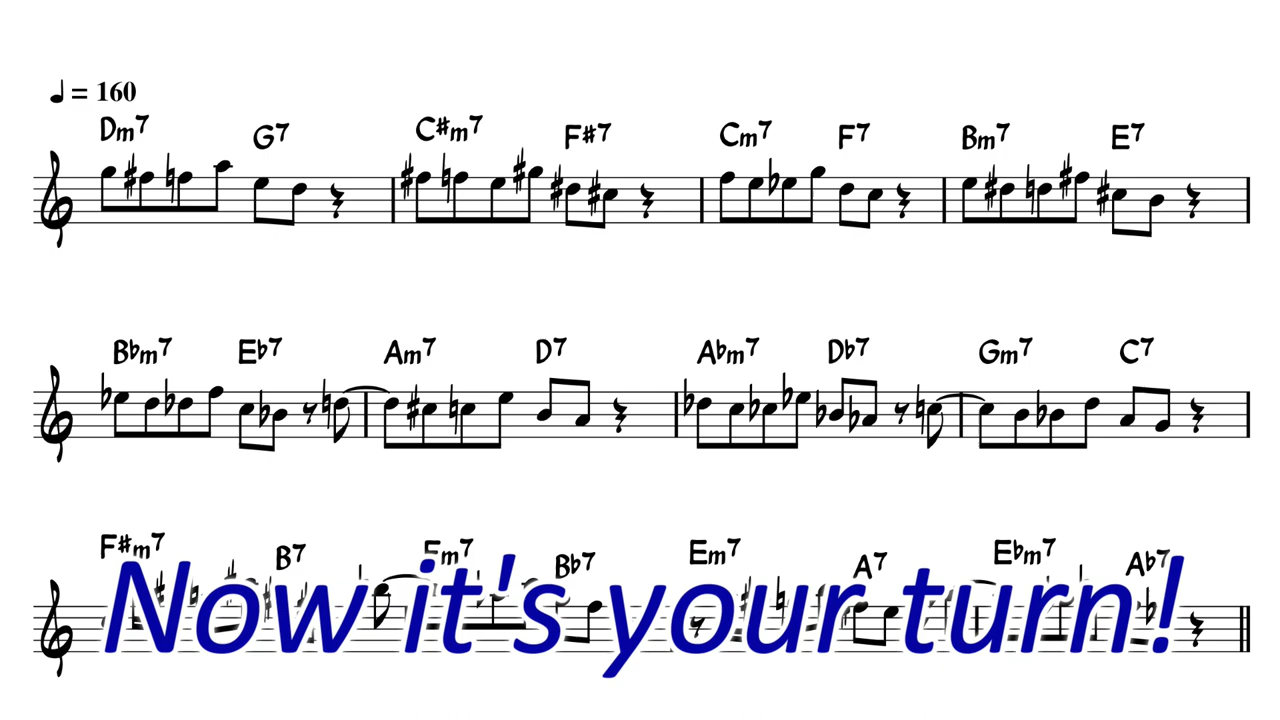 ♩ = 160
Dm7 G7 C#m7 F#7 Cm7 F7 Bm7 E7
Bbm7 Eb7 Am7 D7 Abm7 Db7 Gm7 C7
F#m7 B7 Fm7 Bb7 Em7 A7 Ebm7 Ab7
Now it's your turn!